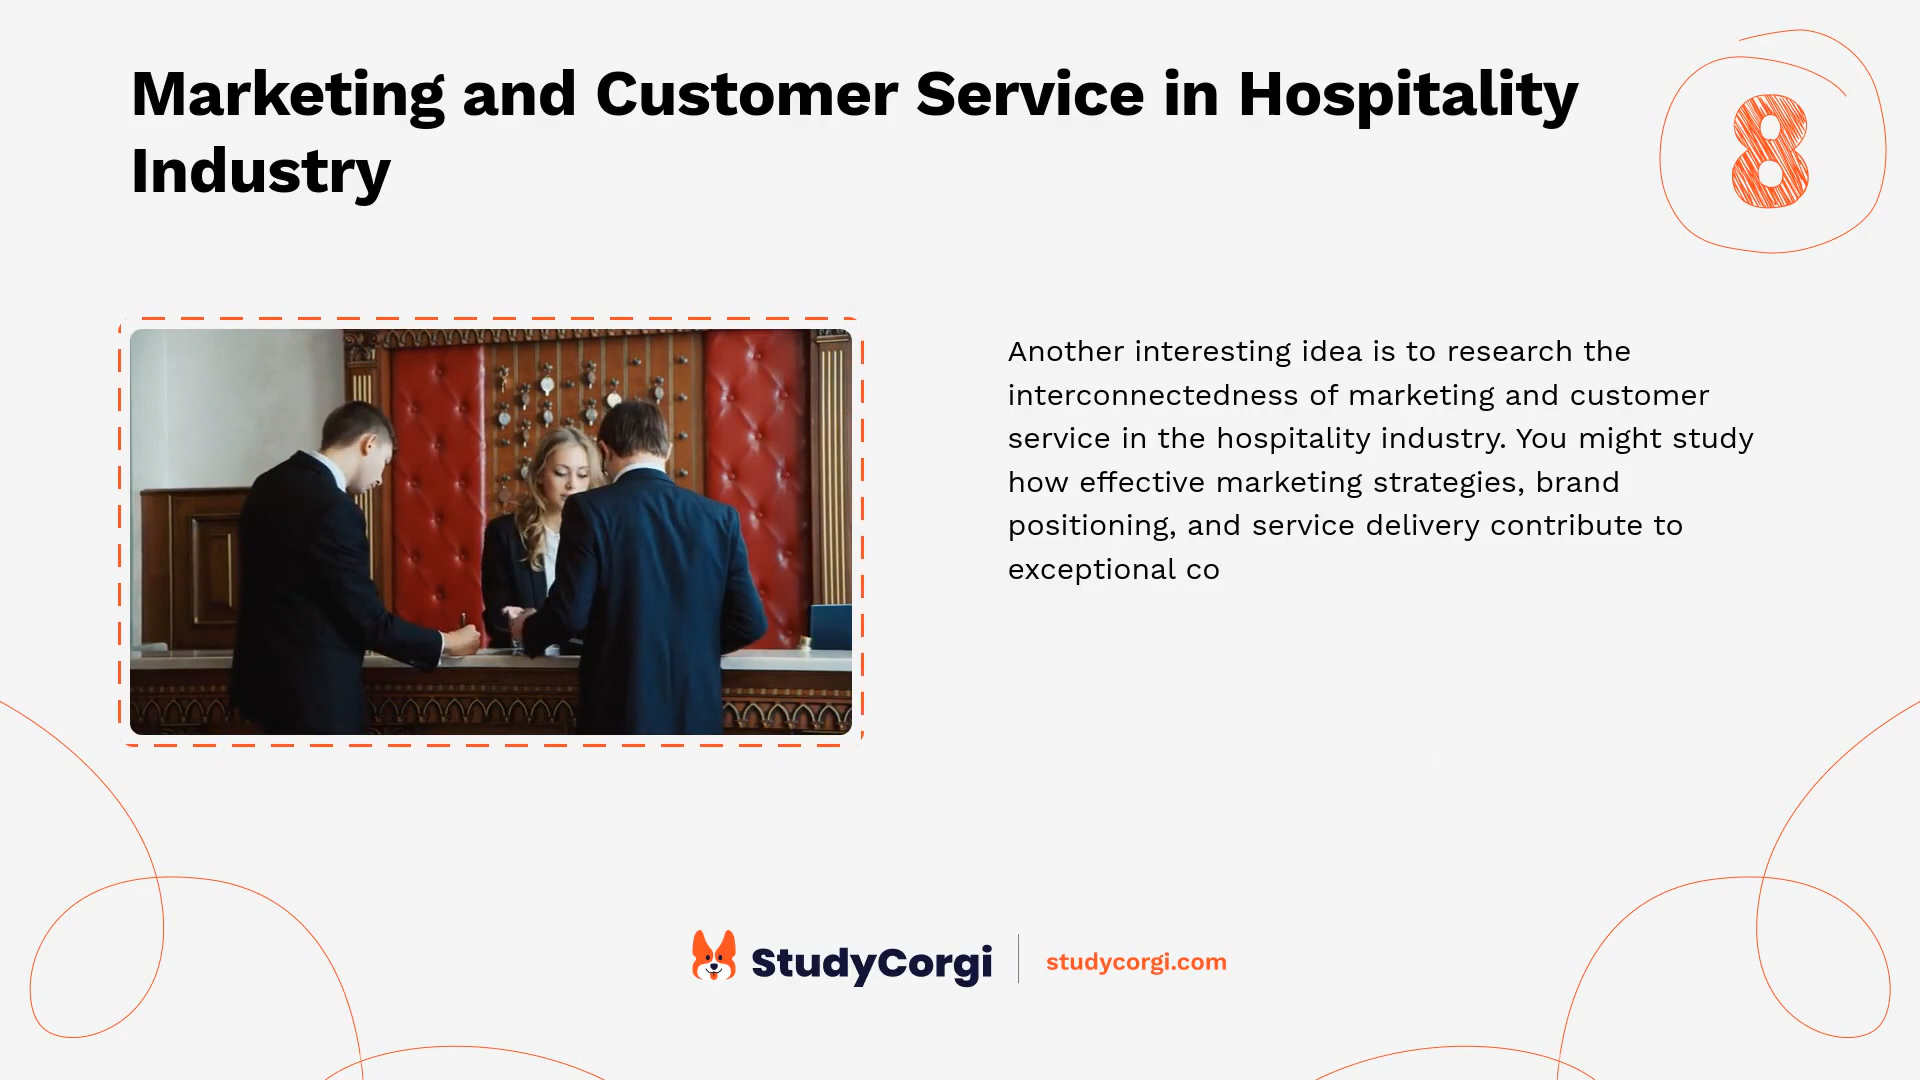 Marketing and Customer Service in Hospitality
Industry
8
Another interesting idea is to research the
interconnectedness of marketing and customer
service in the hospitality industry. You might study
how effective marketing strategies, brand
positioning, and service delivery contribute to
exceptional co
StudyCorgi
studycorgi.com